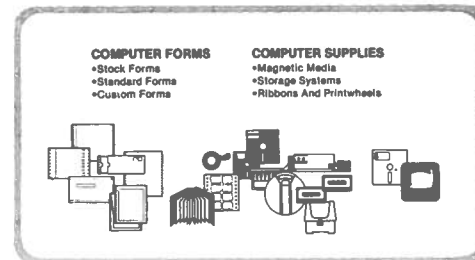 COMPUTER FORMS
•Stock Forms
•Standard Forms
•Custom Forms
COMPUTER SUPPLIES
•Magnetic Media
•Storage Systems
•Ribbons And Printwheels